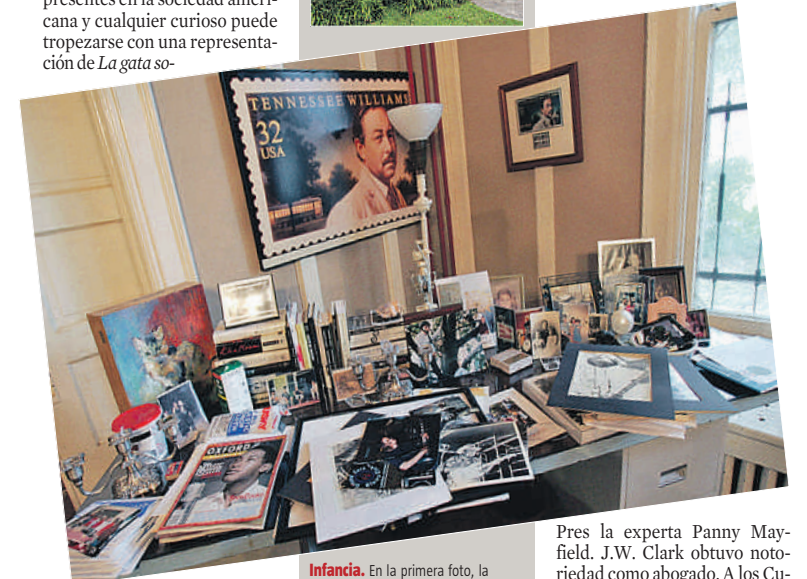 presentes en la sociedad ameri-
cana y cualquier curioso puede
tropezarse con una representa-
ción de La gata so-
TENNESSEE WILLIAMS
32
USA
OXFORD
Infancia. En la primera foto, la
Pres la experta Panny May-
field. J.W. Clark obtuvo noto-
riedad como abogado. A los Cu-